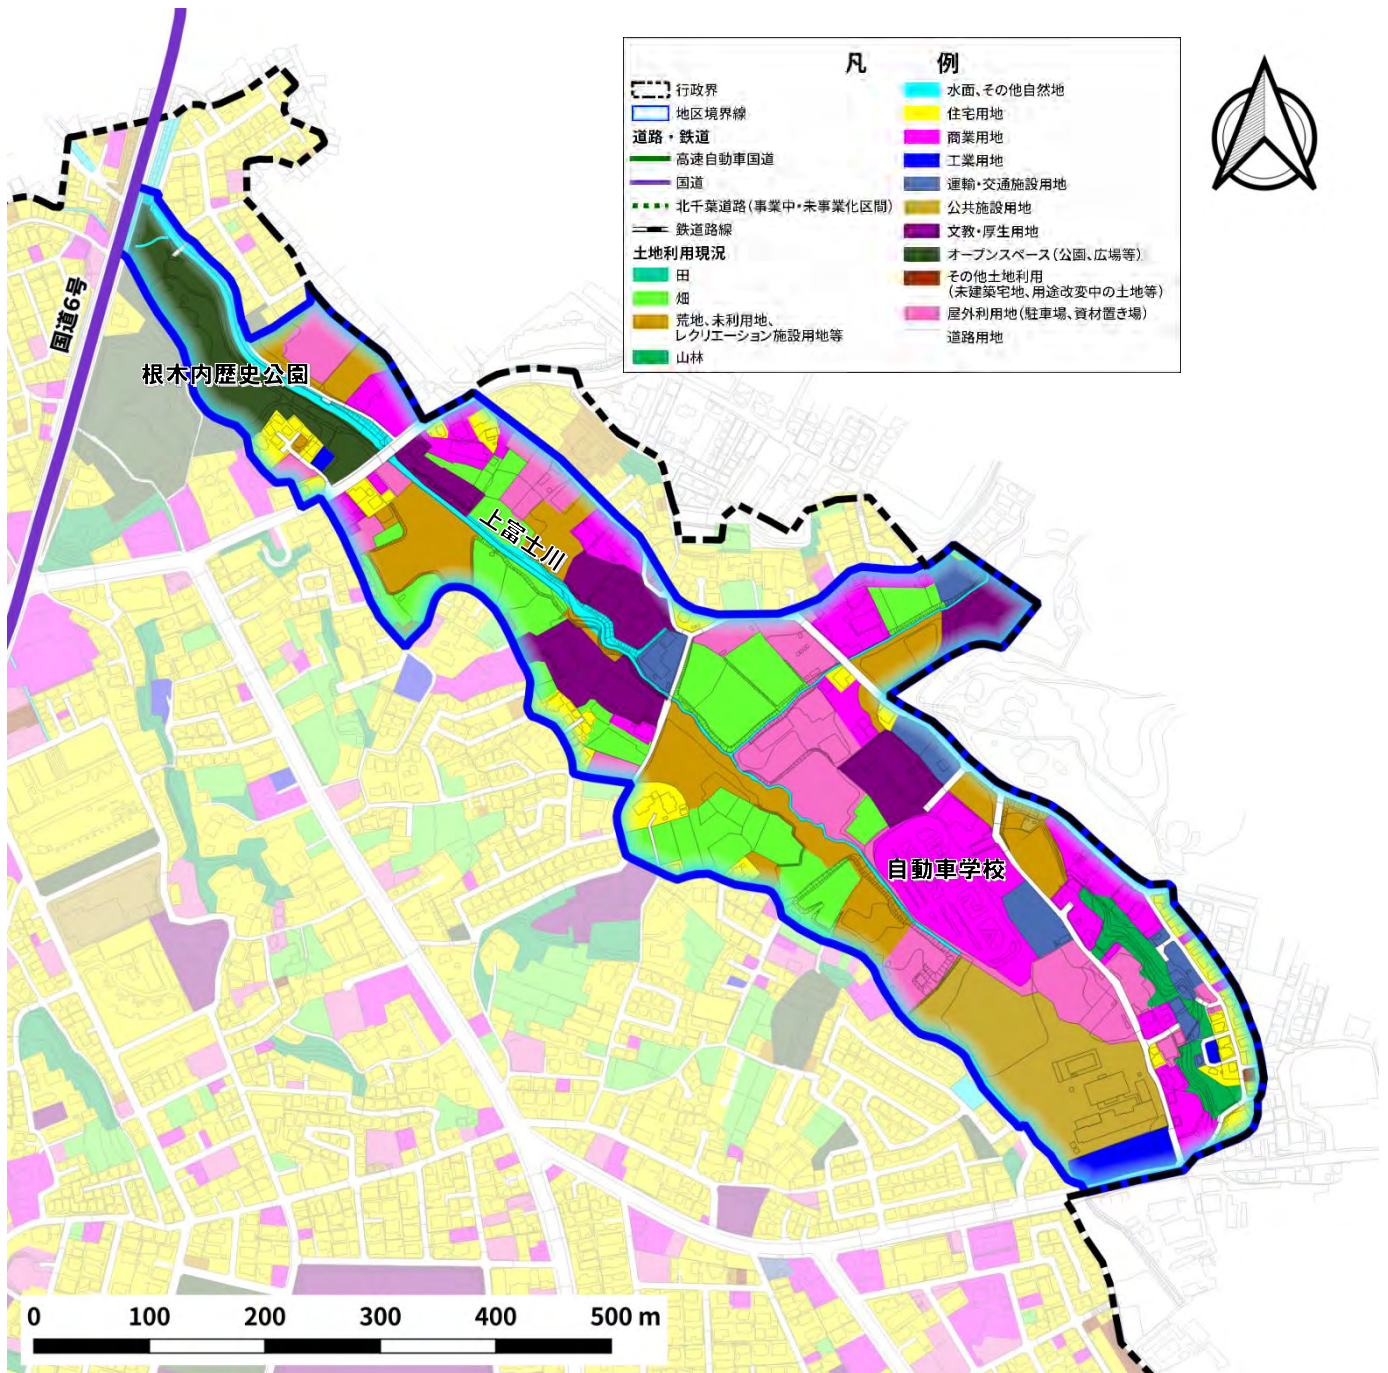 凡 例
行政界
地区境界線
道路・鉄道
高速自動車国道
国道
北千葉道路(事業中・未事業化区間)
鉄道路線
土地利用現況
田
畑
荒地、未利用地、
レクリエーション施設用地等
山林
水面、その他自然地
住宅用地
商業用地
工業用地
運輸・交通施設用地
公共施設用地
文教・厚生用地
オープンスペース(公園、広場等)
その他土地利用
(未建築宅地、用途改変中の土地等)
屋外利用地(駐車場、資材置き場)
道路用地
国道6号
根木内歴史公園
上富士川
自動車学校
0 100 200 300 400 500 m